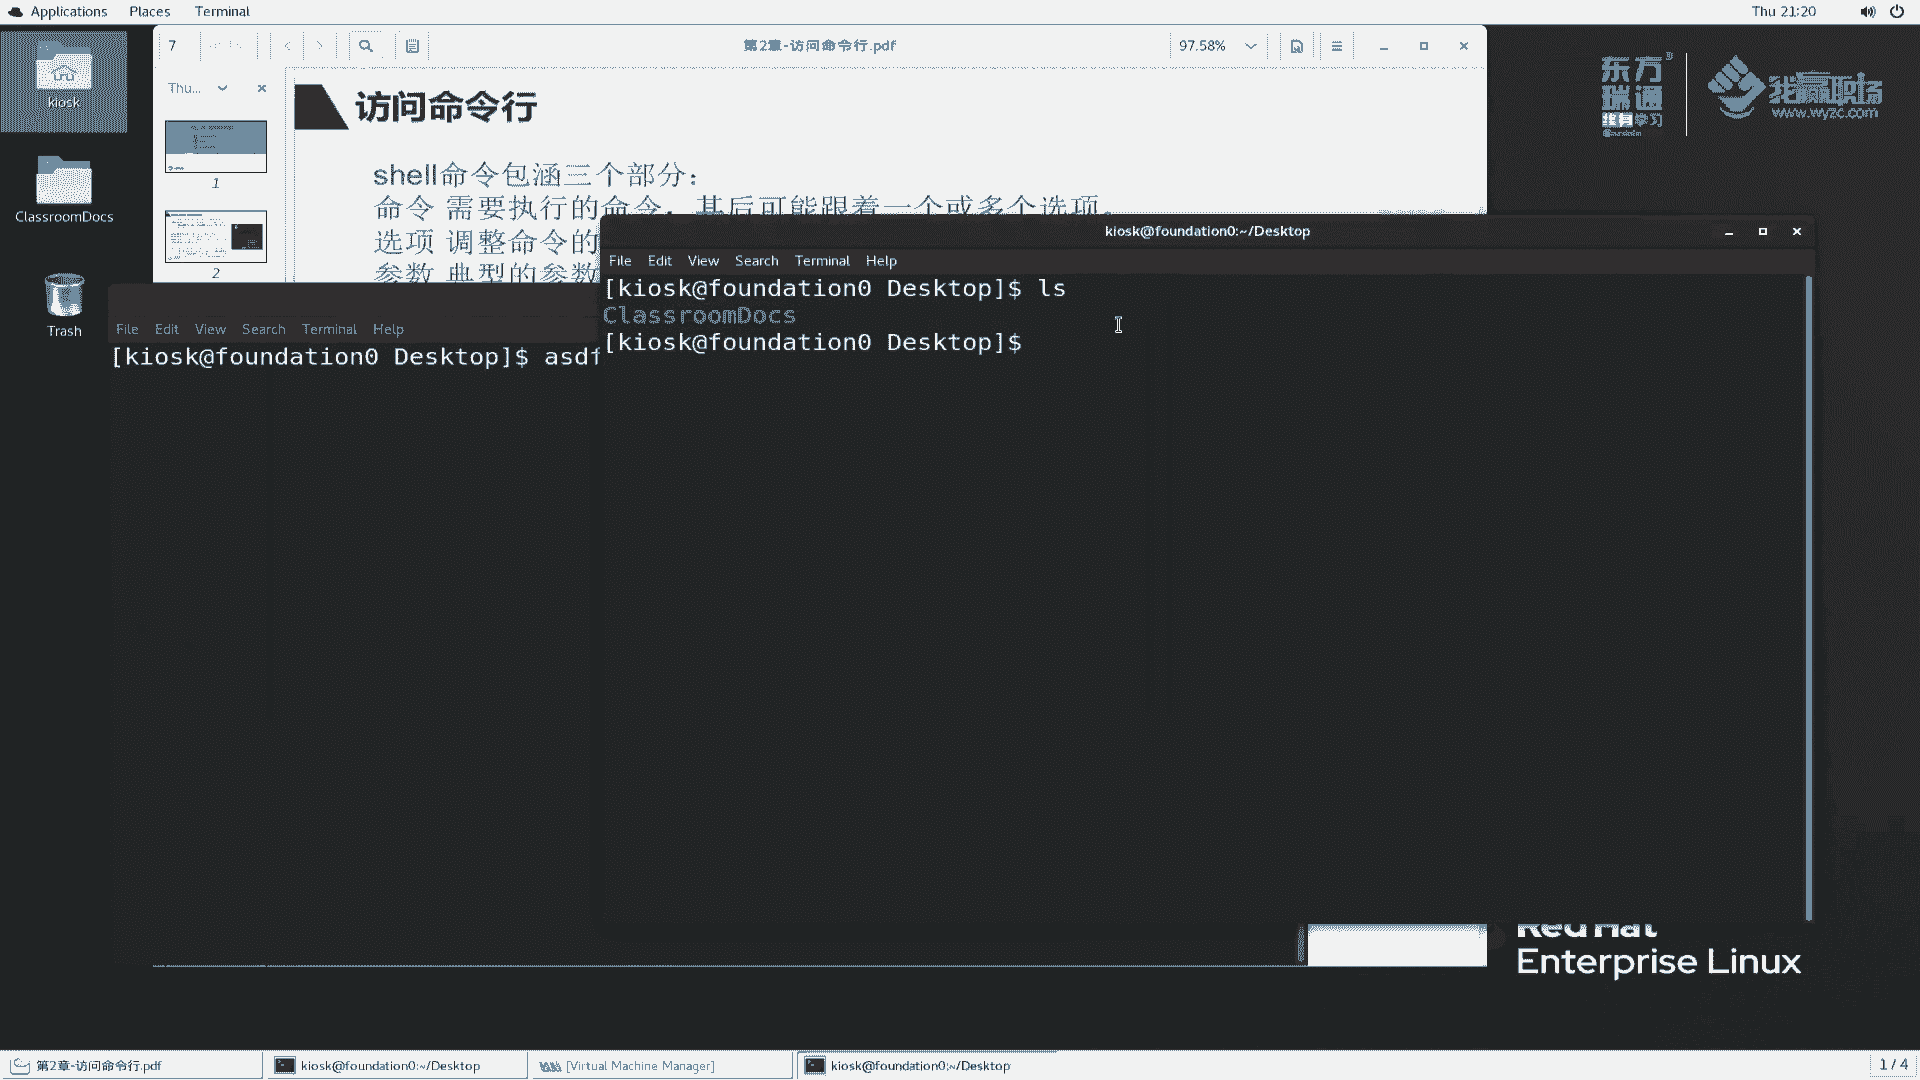 Applications Places Terminal
Thu 21:20
7
第2章-访问命令行.pdf
97.58%
kiosk
ClassroomDocs
Trash
Thu...
1
2
访问命令行
shell命令包涵三个部分：
命令 需要执行的命令，其后可能跟着一个或多个选项。
选项 调整命令的
参数 典型的参数
东方
瑞通
终身学习
我赢职场
www.wyzc.com
File Edit View Search Terminal Help
[kiosk@foundation0 Desktop]$ asdf
kiosk@foundation0:~/Desktop
File Edit View Search Terminal Help
[kiosk@foundation0 Desktop]$ ls
ClassroomDocs
[kiosk@foundation0 Desktop]$
Red Hat
Enterprise Linux
第2章-访问命令行.pdf
kiosk@foundation0:~/Desktop
[Virtual Machine Manager]
kiosk@foundation0:~/Desktop
1 / 4